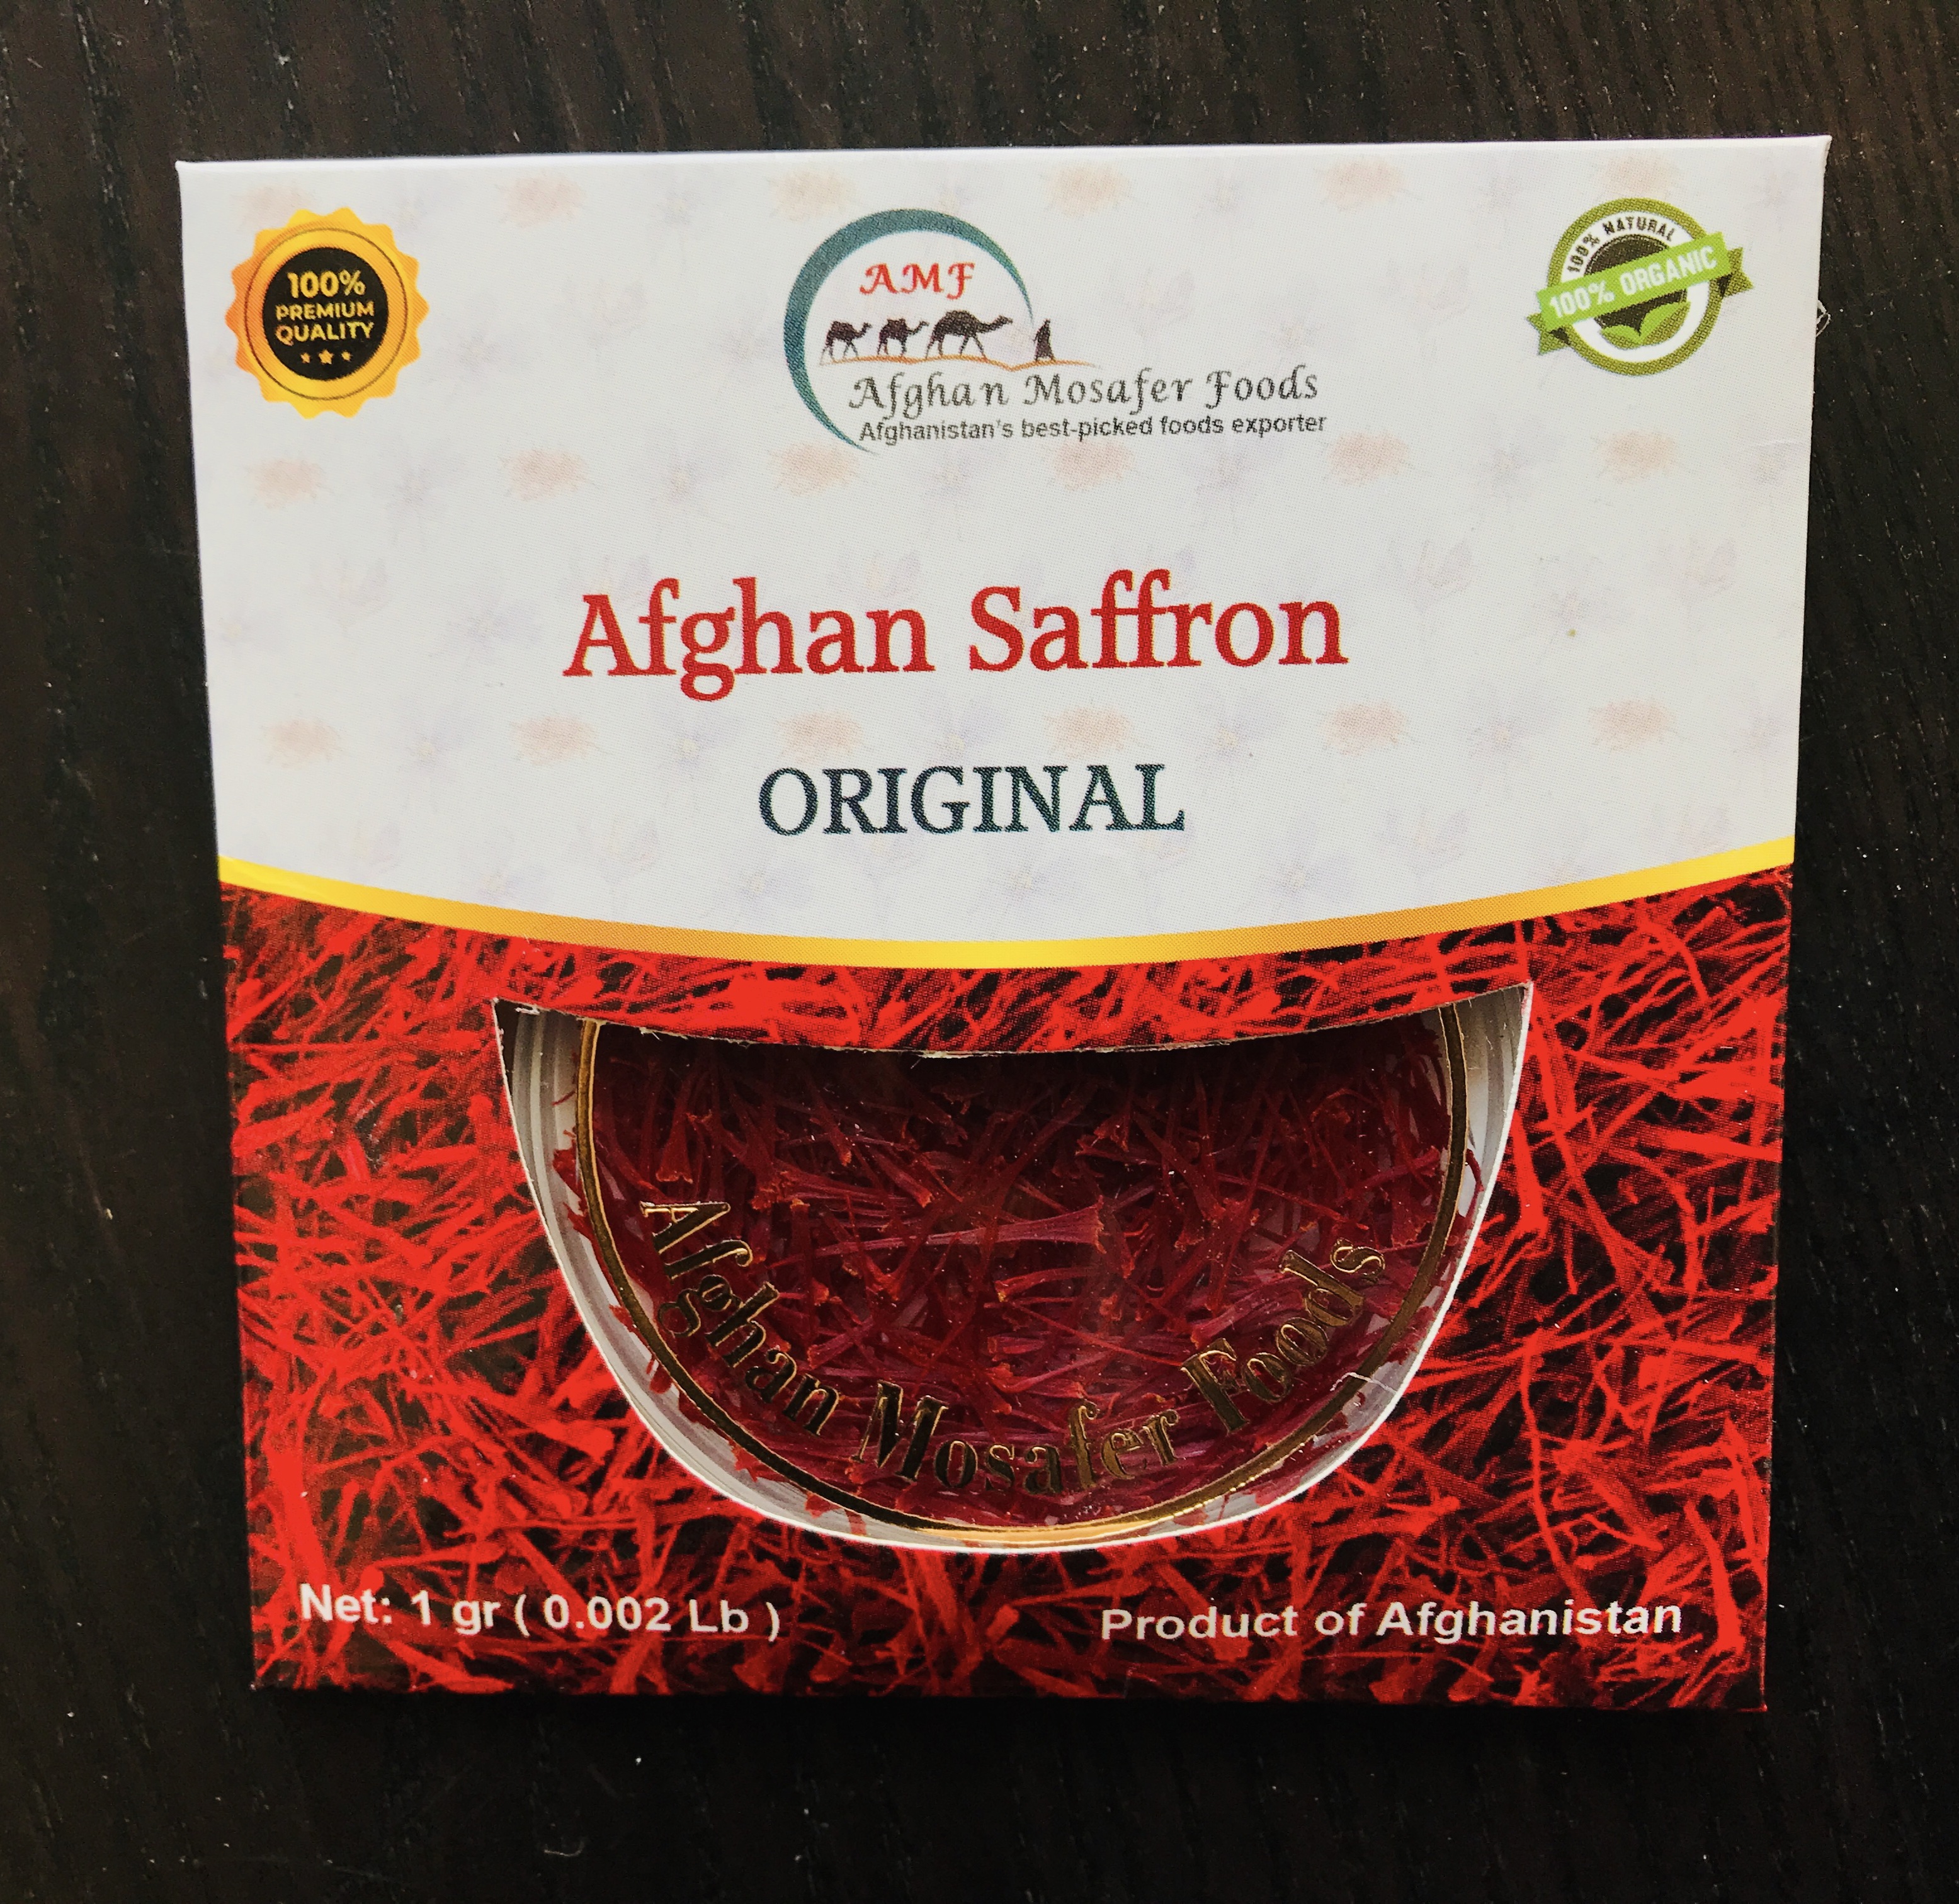 100%
PREMIUM
QUALITY
AMF
Afghan Mosafer Foods
Afghanistan's best-picked foods exporter
100% NATURAL
100% ORGANIC
Afghan Saffron
ORIGINAL
Afghan Mosafer Foods
Net: 1 gr ( 0.002 Lb )
Product of Afghanistan